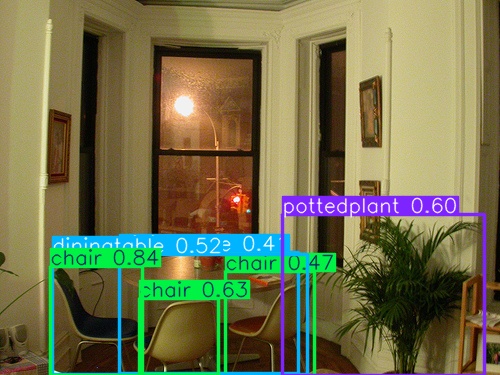 pottedplant 0.60
diningtable 0.52
chair 0.84
chair 0.47
chair 0.63